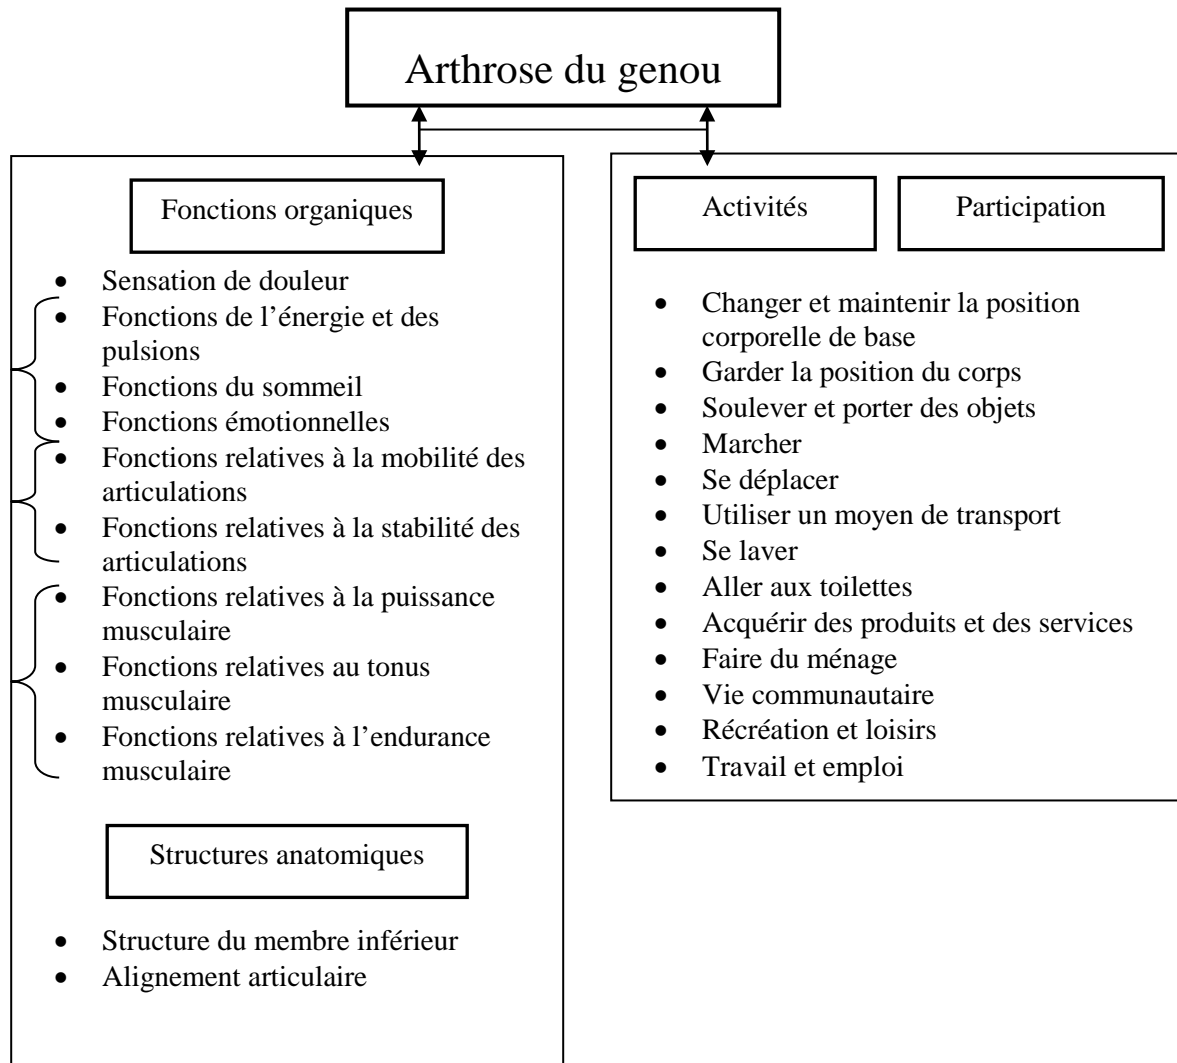 Arthrose du genou
Fonctions organiques
• Sensation de douleur
• Fonctions de l’énergie et des
pulsions
• Fonctions du sommeil
• Fonctions émotionnelles
• Fonctions relatives à la mobilité des
articulations
• Fonctions relatives à la stabilité des
articulations
• Fonctions relatives à la puissance
musculaire
• Fonctions relatives au tonus
musculaire
• Fonctions relatives à l’endurance
musculaire
Structures anatomiques
• Structure du membre inférieur
• Alignement articulaire
Activités
Participation
• Changer et maintenir la position
corporelle de base
• Garder la position du corps
• Soulever et porter des objets
• Marcher
• Se déplacer
• Utiliser un moyen de transport
• Se laver
• Aller aux toilettes
• Acquérir des produits et des services
• Faire du ménage
• Vie communautaire
• Récréation et loisirs
• Travail et emploi